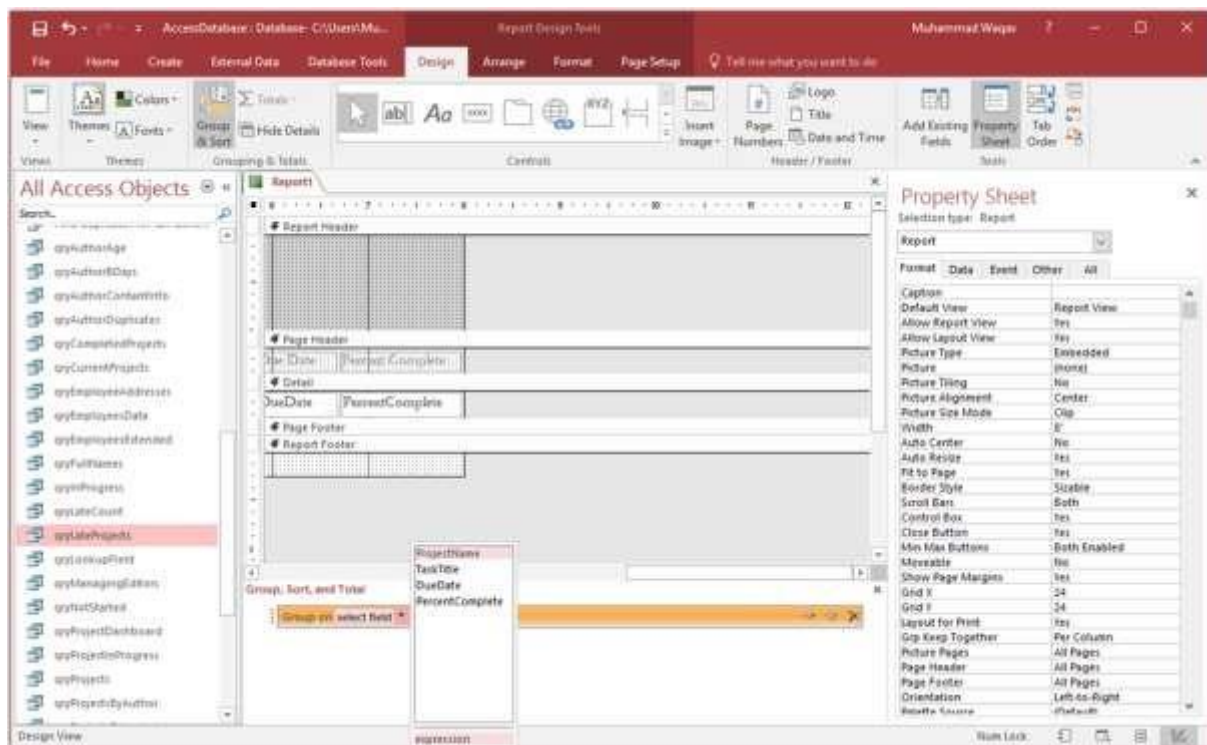 AccessDatabase : Database- C:\Users\Mu...
Report Design Tools
Muhammad Waqas
?
File Home Create External Data Database Tools Design Arrange Format Page Setup Tell me what you want to do
View
Themes
Colors
Fonts
Group & Sort
Totals
Hide Details
ab|
Aa
xxxx
XYZ
Insert Image
Page Numbers
Logo
Title
Date and Time
Add Existing Fields
Property Sheet
Tab Order
Views Themes Grouping & Totals Controls Header / Footer Tools
All Access Objects
Search...
qryAuthorAge
qryAuthorBDays
qryAuthorContactInfo
qryAuthorDuplicates
qryCompletedProjects
qryCurrentProjects
qryEmployeeAddresses
qryEmployeesData
qryEmployeesExtended
qryFullNames
qryInProgress
qryLateCount
qryLateProjects
qryLookupField
qryManagingEditors
qryNotStarted
qryProjectDashboard
qryProjectInProgress
qryProjects
qryProjectsByAuthor
Report1
Report Header
Page Header
Due Date Percent Complete
Detail
DueDate PercentComplete
Page Footer
Report Footer
Group, Sort, and Total
Group on select field
ProjectName
TaskTitle
DueDate
PercentComplete
expression
Property Sheet
Selection type: Report
Report
Format Data Event Other All
Caption
Default View Report View
Allow Report View Yes
Allow Layout View Yes
Picture Type Embedded
Picture (none)
Picture Tiling No
Picture Alignment Center
Picture Size Mode Clip
Width 8"
Auto Center No
Auto Resize Yes
Fit to Page Yes
Border Style Sizable
Scroll Bars Both
Control Box Yes
Close Button Yes
Min Max Buttons Both Enabled
Moveable No
Show Page Margins Yes
Grid X 24
Grid Y 24
Layout for Print Yes
Grp Keep Together Per Column
Picture Pages All Pages
Page Header All Pages
Page Footer All Pages
Orientation Left-to-Right
Palette Source (Default)
Design View
Num Lock